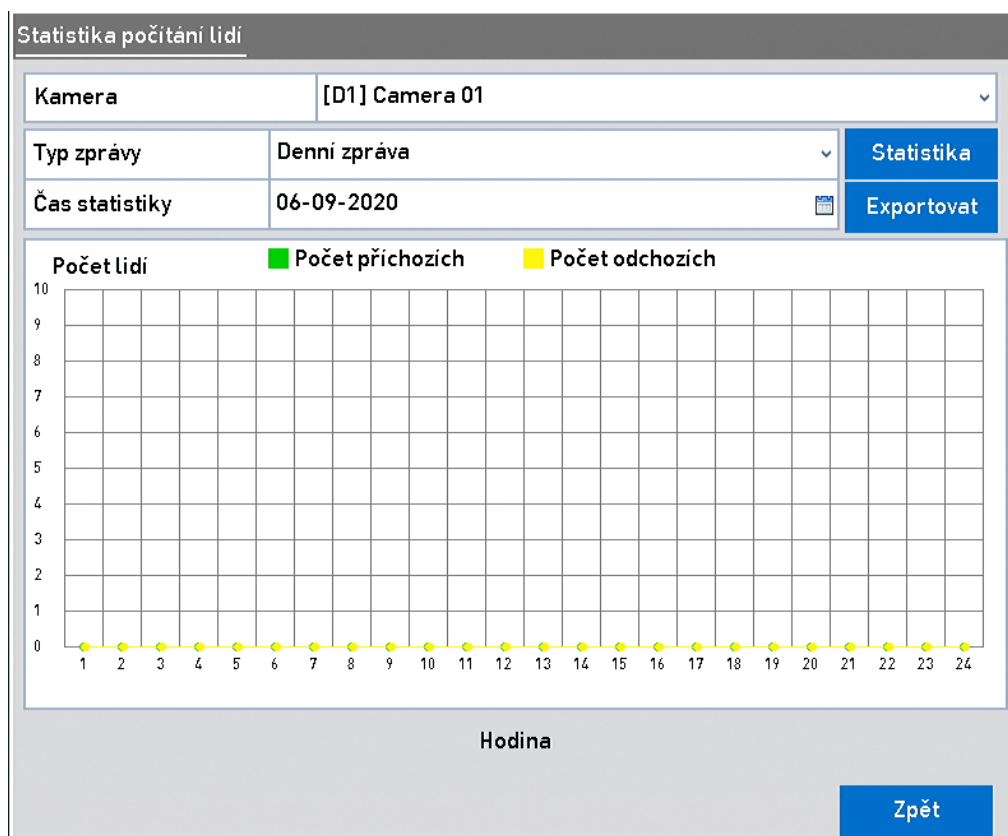 Statistika počítání lidí
Kamera [D1] Camera 01
Typ zprávy Denní zpráva Statistika
Čas statistiky 06-09-2020 Exportovat
Počet lidí Počet příchozích Počet odchozích
10
9
8
7
6
5
4
3
2
1
0
1 2 3 4 5 6 7 8 9 10 11 12 13 14 15 16 17 18 19 20 21 22 23 24
Hodina
Zpět